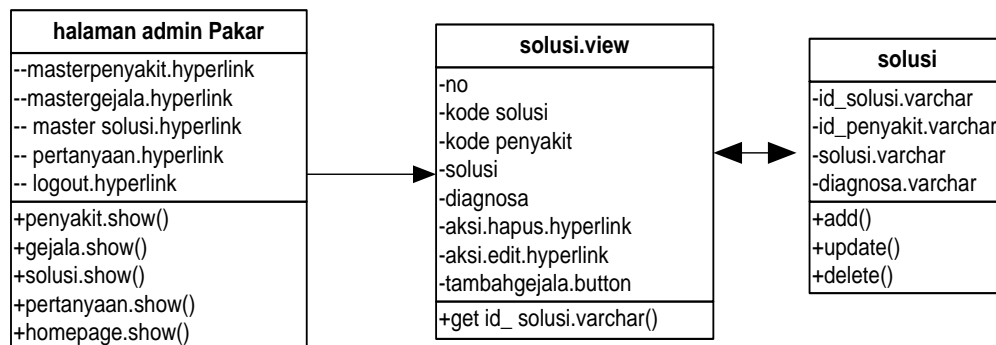 halaman admin Pakar
--masterpenyakit.hyperlink
--mastergejala.hyperlink
-- master solusi.hyperlink
-- pertanyaan.hyperlink
-- logout.hyperlink
+penyakit.show()
+gejala.show()
+solusi.show()
+pertanyaan.show()
+homepage.show()
solusi.view
-no
-kode solusi
-kode penyakit
-solusi
-diagnosa
-aksi.hapus.hyperlink
-aksi.edit.hyperlink
-tambahgejala.button
+get id_ solusi.varchar()
solusi
-id_solusi.varchar
-id_penyakit.varchar
-solusi.varchar
-diagnosa.varchar
+add()
+update()
+delete()